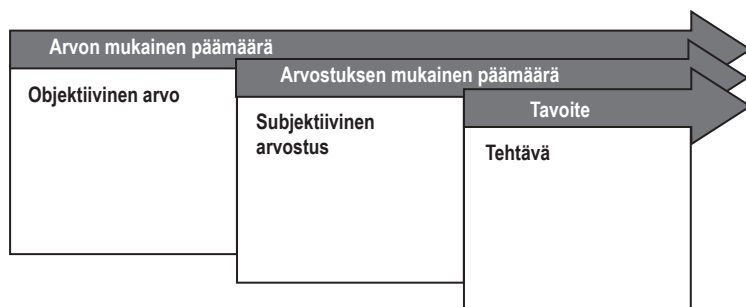 Arvon mukainen päämäärä
Objektiivinen arvo
Arvostuksen mukainen päämäärä
Subjektiivinen
arvostus
Tavoite
Tehtävä